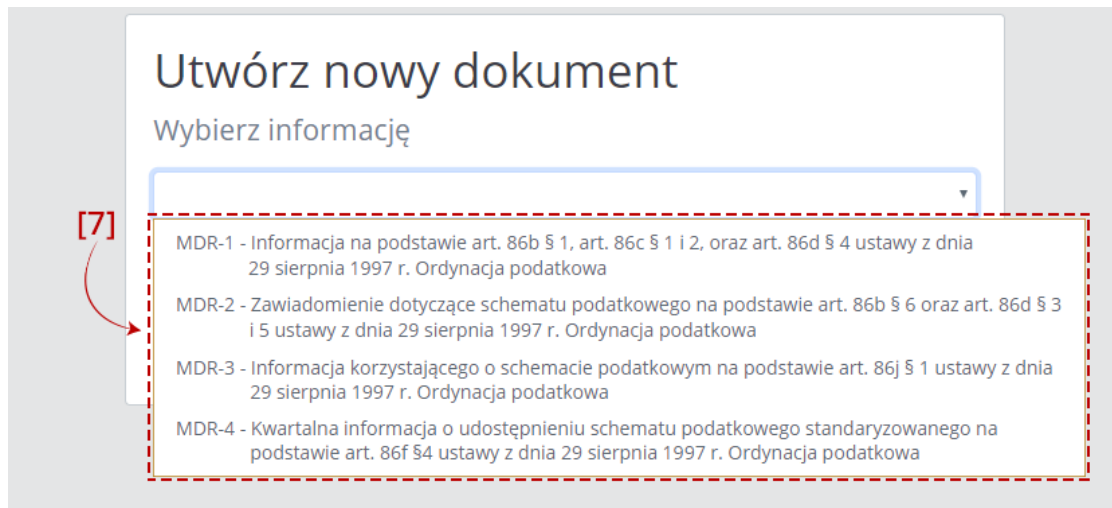 Utwórz nowy dokument
Wybierz informację
[7]
MDR-1 - Informacja na podstawie art. 86b § 1, art. 86c § 1 i 2, oraz art. 86d § 4 ustawy z dnia
29 sierpnia 1997 r. Ordynacja podatkowa
MDR-2 - Zawiadomienie dotyczące schematu podatkowego na podstawie art. 86b § 6 oraz art. 86d § 3
i 5 ustawy z dnia 29 sierpnia 1997 r. Ordynacja podatkowa
MDR-3 - Informacja korzystającego o schemacie podatkowym na podstawie art. 86j § 1 ustawy z dnia
29 sierpnia 1997 r. Ordynacja podatkowa
MDR-4 - Kwartalna informacja o udostępnieniu schematu podatkowego standaryzowanego na
podstawie art. 86f §4 ustawy z dnia 29 sierpnia 1997 r. Ordynacja podatkowa